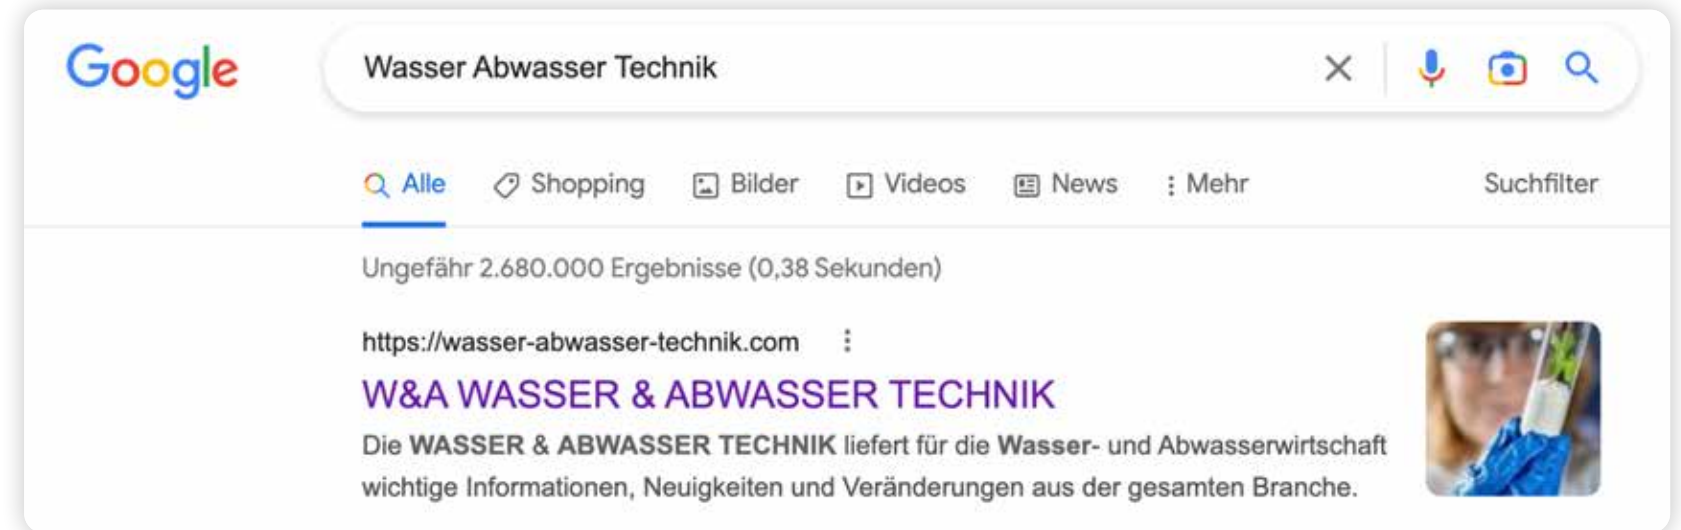 Google
Wasser Abwasser Technik
Alle Shopping Bilder Videos News Mehr Suchfilter
Ungefähr 2.680.000 Ergebnisse (0,38 Sekunden)
https://wasser-abwasser-technik.com
W&A WASSER & ABWASSER TECHNIK
Die WASSER & ABWASSER TECHNIK liefert für die Wasser- und Abwasserwirtschaft
wichtige Informationen, Neuigkeiten und Veränderungen aus der gesamten Branche.